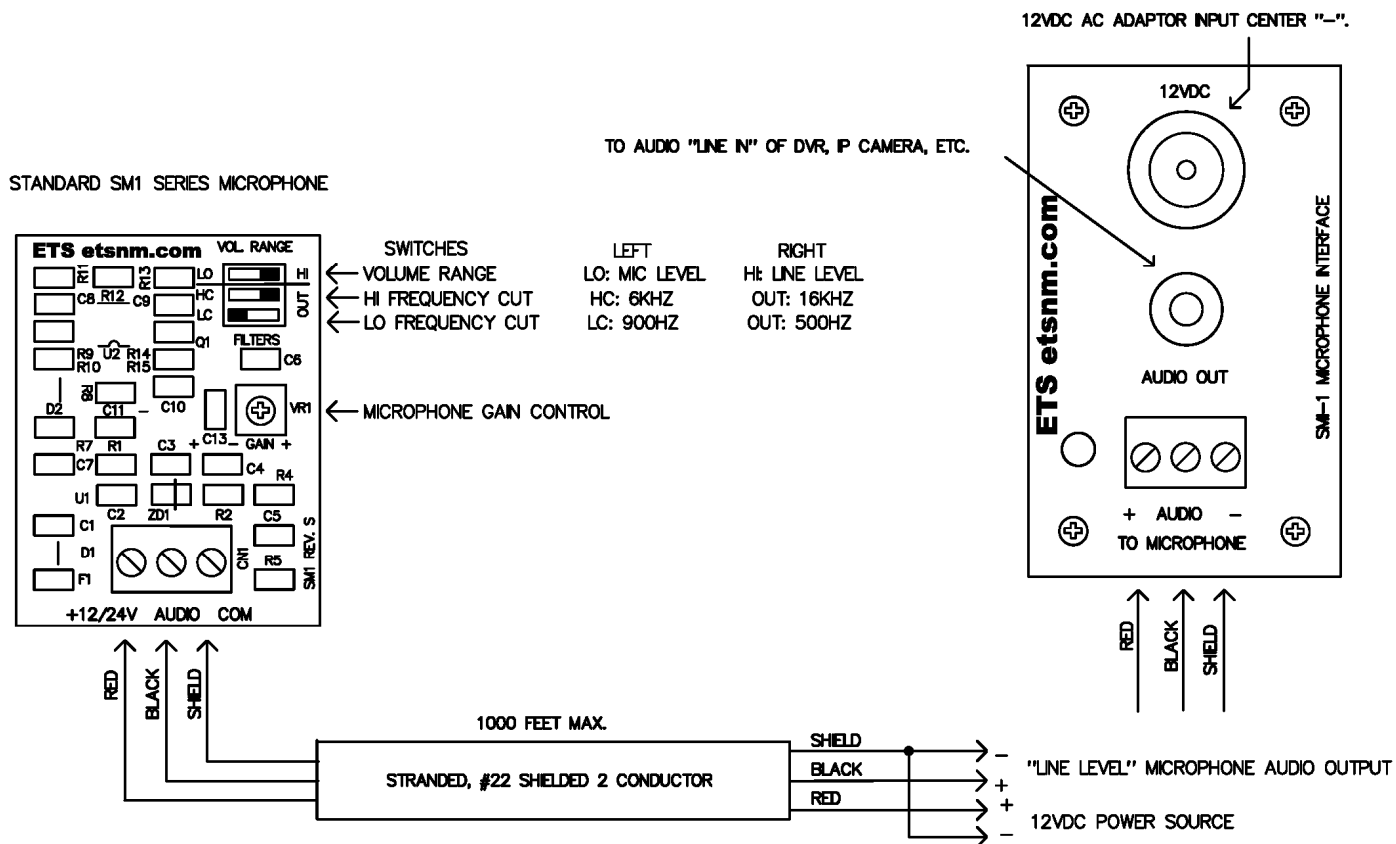 12VDC AC ADAPTOR INPUT CENTER "-".
12VDC
TO AUDIO "LINE IN" OF DVR, IP CAMERA, ETC.
STANDARD SM1 SERIES MICROPHONE
ETS etsnm.com VOL. RANGE
R11
R12
R13
LO
HI
C8
C9
HC
LC
OUT
Q1
FILTERS
R9
R10
U2
R14
R15
C6
R8
D2
C11 -
C10
VR1
C13
GAIN +
R7
R1
C3
+
-
C7
C4
R4
U1
C2
ZD1
R2
C5
C1
D1
CN1
R5
F1
SM1 REV. S
+12/24V AUDIO COM
SWITCHES LEFT RIGHT
VOLUME RANGE LO: MIC LEVEL HI: LINE LEVEL
HI FREQUENCY CUT HC: 6KHZ OUT: 16KHZ
LO FREQUENCY CUT LC: 900HZ OUT: 500HZ
MICROPHONE GAIN CONTROL
ETS etsnm.com
SMI-1 MICROPHONE INTERFACE
AUDIO OUT
+ AUDIO -
TO MICROPHONE
RED
BLACK
SHIELD
RED
BLACK
SHIELD
1000 FEET MAX.
STRANDED, #22 SHIELDED 2 CONDUCTOR
SHIELD -
BLACK +
RED +
-
"LINE LEVEL" MICROPHONE AUDIO OUTPUT
12VDC POWER SOURCE